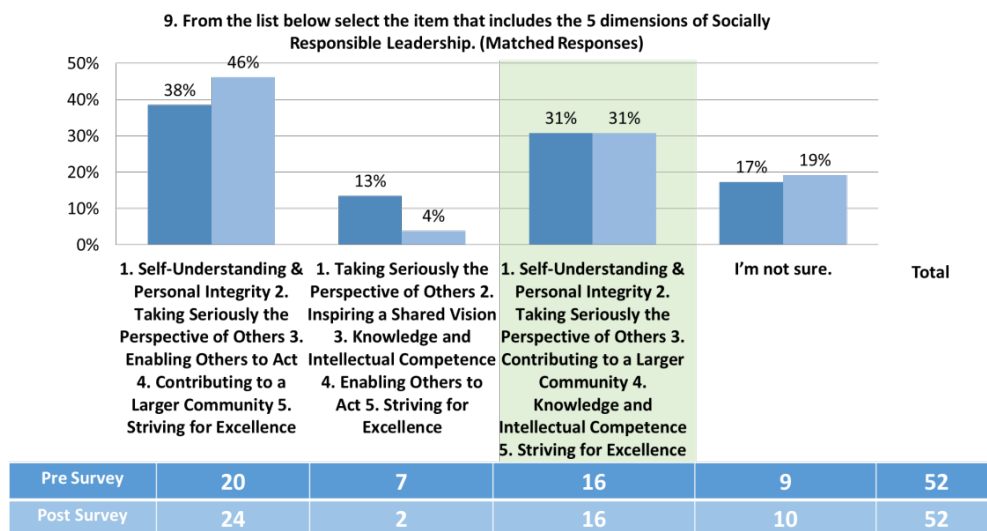 9. From the list below select the item that includes the 5 dimensions of Socially
Responsible Leadership. (Matched Responses)
50%
40%
30%
20%
10%
0%
38%
46%
13%
4%
31%
31%
17%
19%
1. Self-Understanding &
Personal Integrity 2.
Taking Seriously the
Perspective of Others 3.
Enabling Others to Act
4. Contributing to a
Larger Community 5.
Striving for Excellence
1. Taking Seriously the
Perspective of Others 2.
Inspiring a Shared Vision
3. Knowledge and
Intellectual Competence
4. Enabling Others to
Act 5. Striving for
Excellence
1. Self-Understanding &
Personal Integrity 2.
Taking Seriously the
Perspective of Others 3.
Contributing to a Larger
Community 4.
Knowledge and
Intellectual Competence
5. Striving for Excellence
I'm not sure.
Total
Pre Survey 20 7 16 9 52
Post Survey 24 2 16 10 52